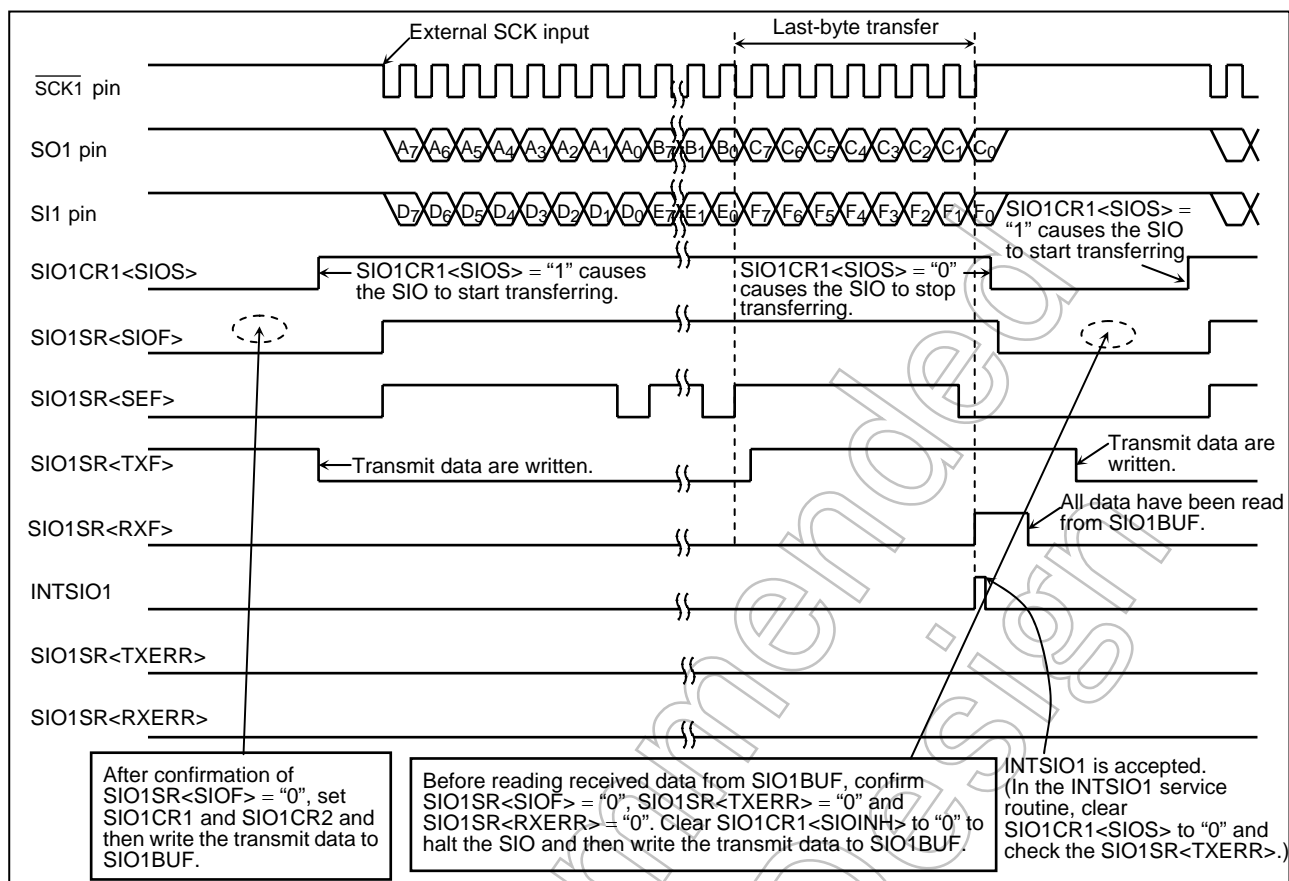 External SCK input
Last-byte transfer
SCK1 pin
SO1 pin
A7 A6 A5 A4 A3 A2 A1 A0 B7 B1 B0 C7 C6 C5 C4 C3 C2 C1 C0
SI1 pin
D7 D6 D5 D4 D3 D2 D1 D0 E7 E1 E0 F7 F6 F5 F4 F3 F2 F1 F0
SIO1CR1<SIOS> =
“1” causes the SIO
to start transferring
SIO1CR1<SIOS>
SIO1CR1<SIOS> = “1” causes
the SIO to start transferring.
SIO1CR1<SIOS> = “0”
causes the SIO to stop
transferring.
SIO1SR<SIOF>
SIO1SR<SEF>
SIO1SR<TXF>
Transmit data are written.
Transmit data are
written.
SIO1SR<RXF>
All data have been read
from SIO1BUF.
INTSIO1
SIO1SR<TXERR>
SIO1SR<RXERR>
After confirmation of
SIO1SR<SIOF> = “0”, set
SIO1CR1 and SIO1CR2 and
then write the transmit data to
SIO1BUF.
Before reading received data from SIO1BUF, confirm
SIO1SR<SIOF> = “0”, SIO1SR<TXERR> = “0” and
SIO1SR<RXERR> = “0”. Clear SIO1CR1<SIOINH> to “0” to
halt the SIO and then write the transmit data to SIO1BUF.
INTSIO1 is accepted.
(In the INTSIO1 service
routine, clear
SIO1CR1<SIOS> to “0” and
check the SIO1SR<TXERR>.)
mmended
esign